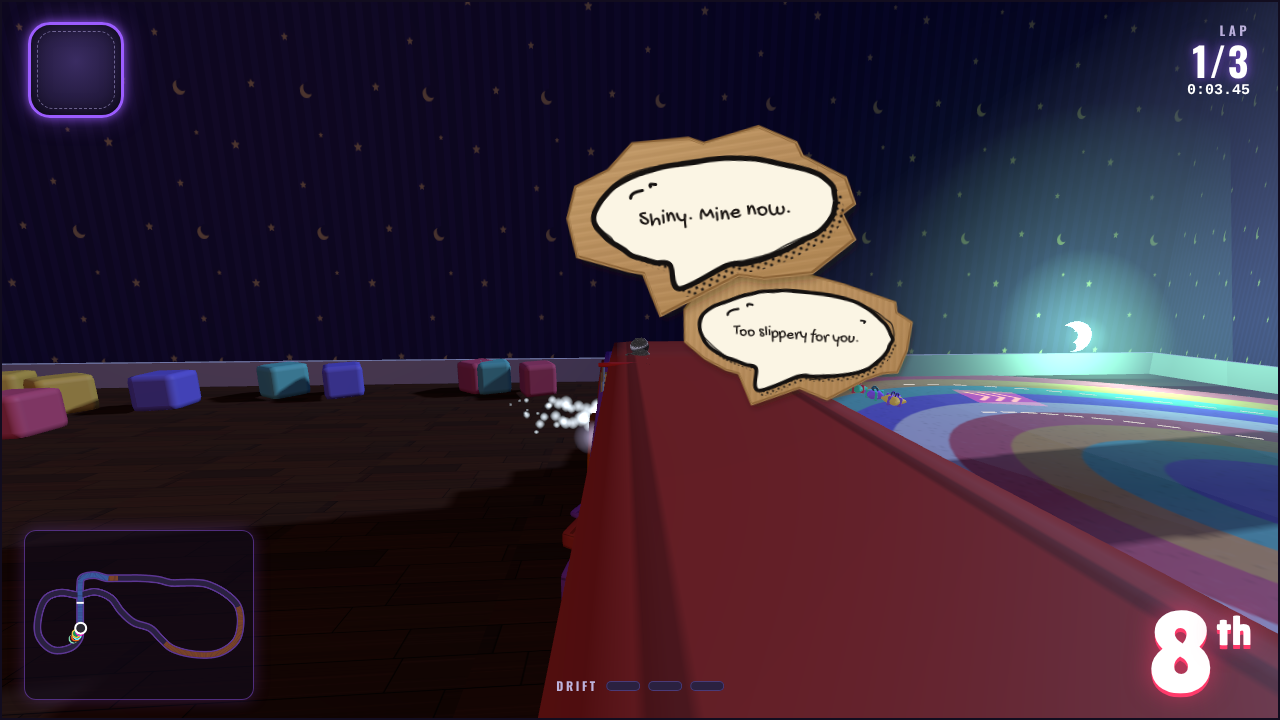 LAP
1/3
0:03.45
Shiny. Mine now.
Too slippery for you.
DRIFT
8th